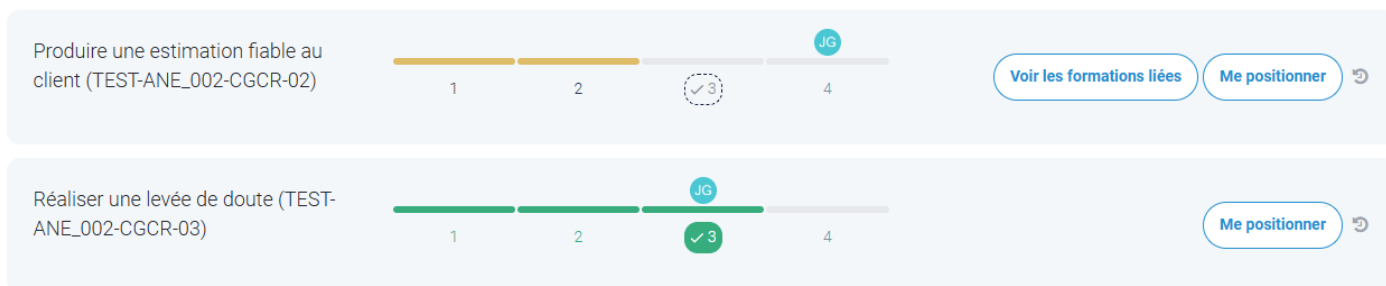 JG
Produire une estimation fiable au
client (TEST-ANE_002-CGCR-02)
1 2 3 4
Voir les formations liées Me positionner
JG
Réaliser une levée de doute (TEST-
ANE_002-CGCR-03)
1 2 3 4
Me positionner